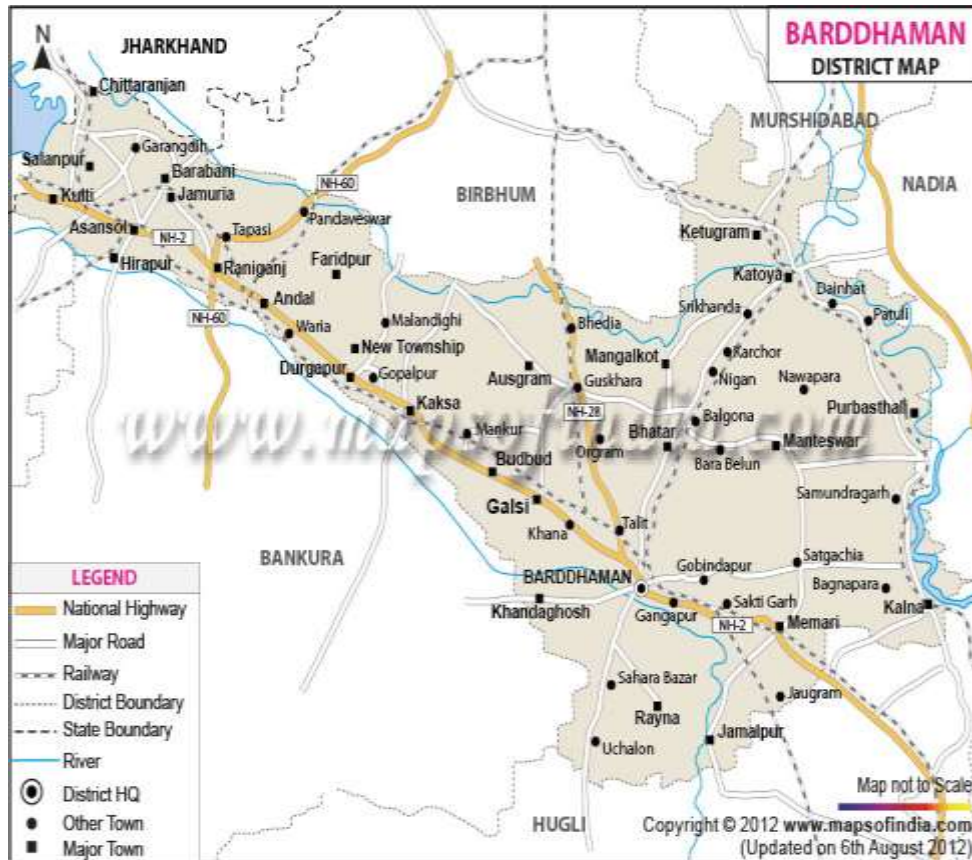 BARDDHAMAN
DISTRICT MAP
N
JHARKHAND
Chittaranjan
MURSHIDABAD
Garangdih
Salanpur
Barabani
Kutti
Jamuria
NH-60
BIRBHUM
NADIA
Pandaveswar
Asansol
NH-2
Tapasi
Ketugram
Hirapur
Raniganj
Faridpur
Katoya
Andal
Dainhat
Srikhanda
Patuli
NH-60
Waria
Malandighi
Bhedia
New Township
Mangalkot
Karchor
Durgapur
Gopalpur
Ausgram
Guskhara
Nigan
Nawapara
Kaksa
NH-28
Purbasthali
Balgona
www.mapsofindia.com
Mankur
Orgram
Bhatar
Manteswar
Bara Belun
Budbud
Galsi
Samundragarh
Khana
Talit
BANKURA
Gobindapur
Satgachia
BARDDHAMAN
Bagnapara
Khandaghosh
Gangapur
Sakti Garh
Kalna
NH-2
Memari
Sahara Bazar
Jaugram
Rayna
Jamalpur
Uchalon
HUGLI
LEGEND
National Highway
Major Road
Railway
District Boundary
State Boundary
River
District HQ
Other Town
Major Town
Map not to Scale
Copyright © 2012 www.mapsofindia.com
(Updated on 6th August 2012)